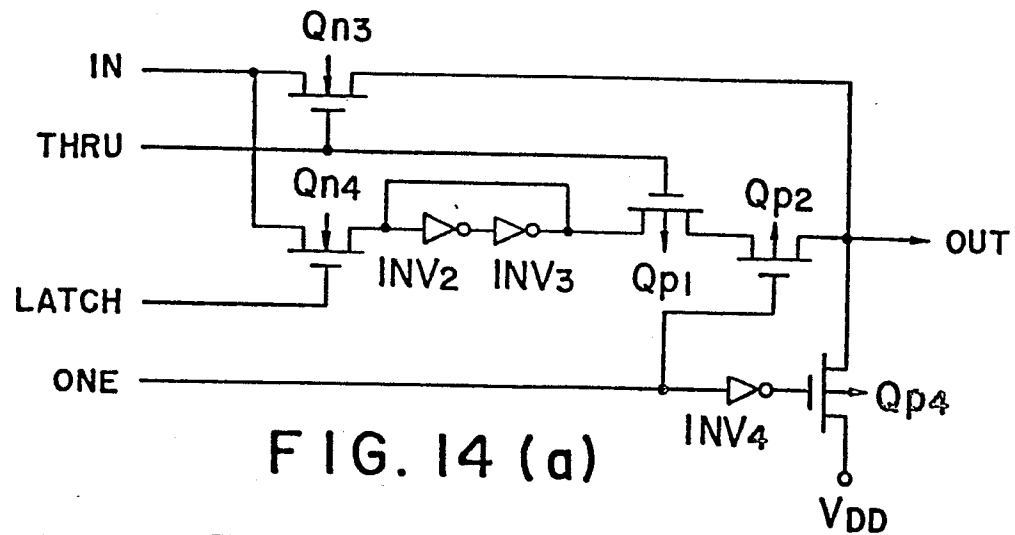 Qn3
IN
THRU
Qn4
Qp2
OUT
INV2
INV3
Qp1
LATCH
ONE
Qp4
INV4
FIG. 14 (a)
VDD